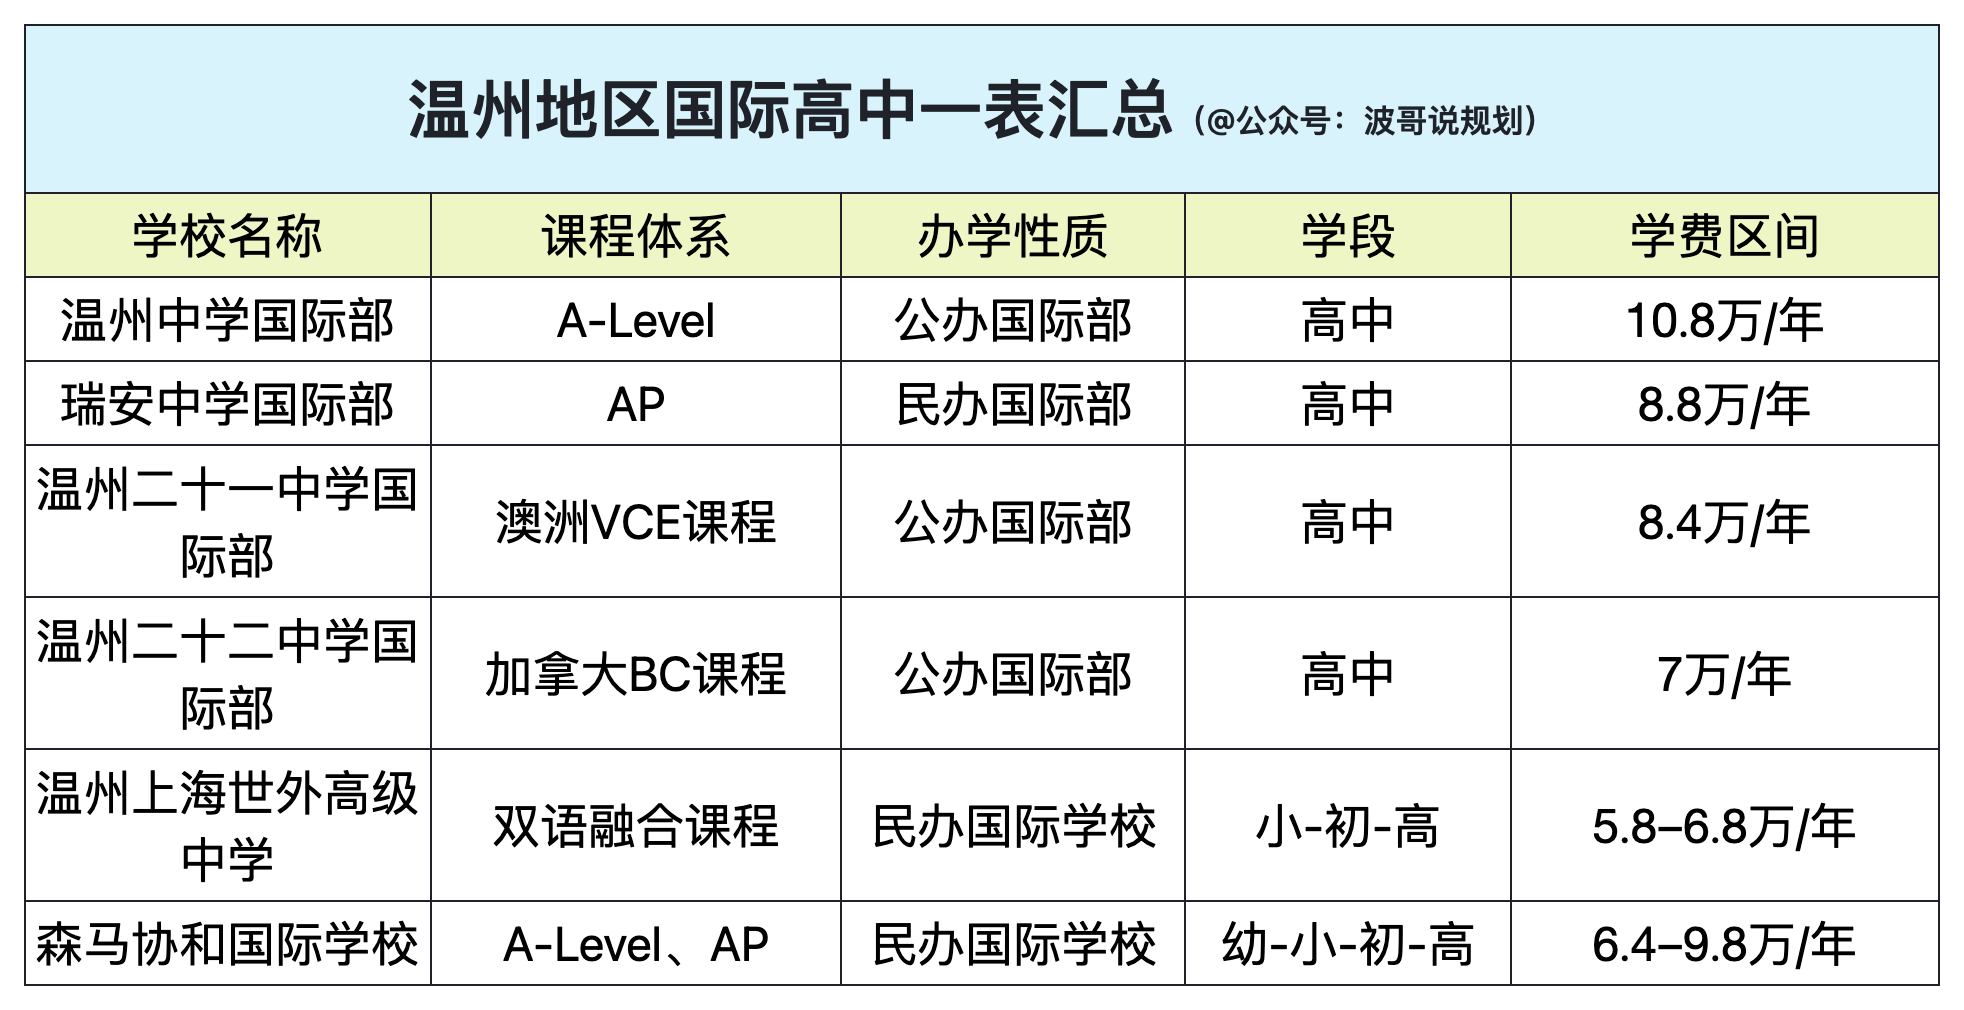 温州地区国际高中一表汇总（@公众号：波哥说规划）
学校名称 课程体系 办学性质 学段 学费区间
温州中学国际部 A-Level 公办国际部 高中 10.8万/年
瑞安中学国际部 AP 民办国际部 高中 8.8万/年
温州二十一中学国
际部 澳洲VCE课程 公办国际部 高中 8.4万/年
温州二十二中学国
际部 加拿大BC课程 公办国际部 高中 7万/年
温州上海世外高级
中学 双语融合课程 民办国际学校 小-初-高 5.8–6.8万/年
森马协和国际学校 A-Level、AP 民办国际学校 幼-小-初-高 6.4–9.8万/年